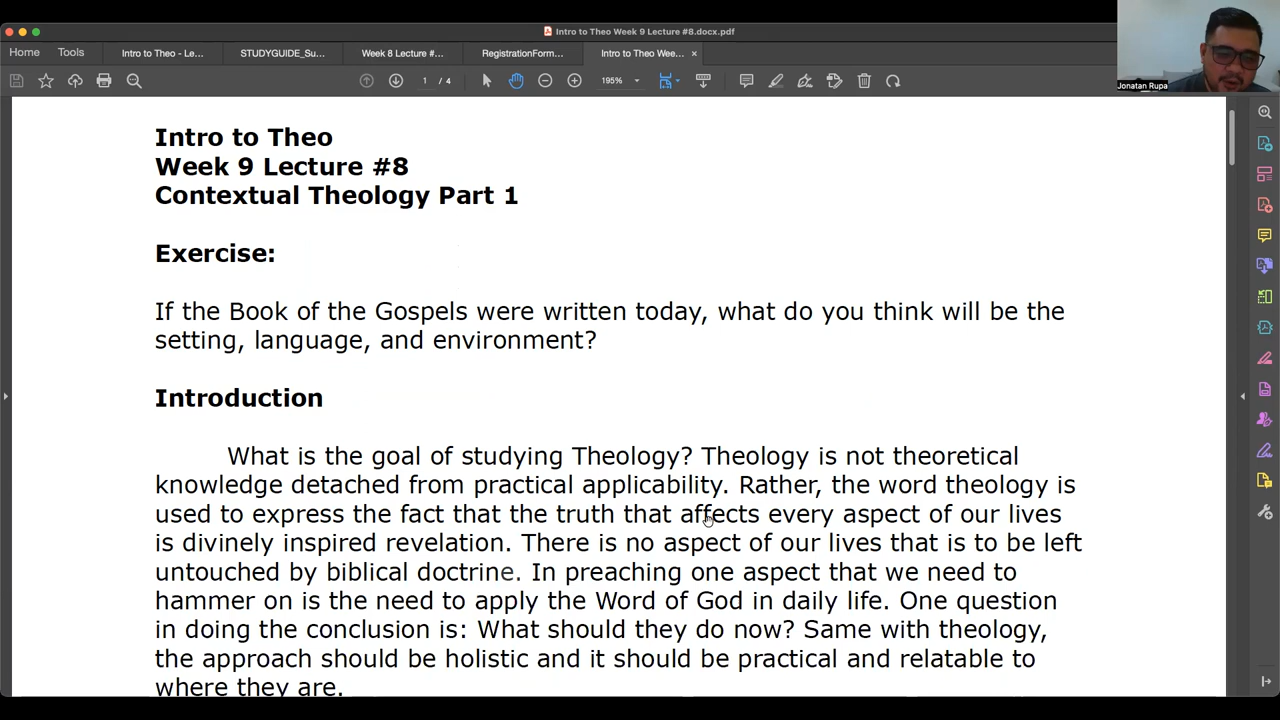 Intro to Theo Week 9 Lecture #8.docx.pdf
Home Tools Intro to Theo - Le... STUDYGUIDE_Su... Week 8 Lecture #... RegistrationForm... Intro to Theo Wee... ×
1 / 4 195%
Jonatan Rupa
Intro to Theo
Week 9 Lecture #8
Contextual Theology Part 1
Exercise:
If the Book of the Gospels were written today, what do you think will be the
setting, language, and environment?
Introduction
What is the goal of studying Theology? Theology is not theoretical
knowledge detached from practical applicability. Rather, the word theology is
used to express the fact that the truth that affects every aspect of our lives
is divinely inspired revelation. There is no aspect of our lives that is to be left
untouched by biblical doctrine. In preaching one aspect that we need to
hammer on is the need to apply the Word of God in daily life. One question
in doing the conclusion is: What should they do now? Same with theology,
the approach should be holistic and it should be practical and relatable to
where they are.